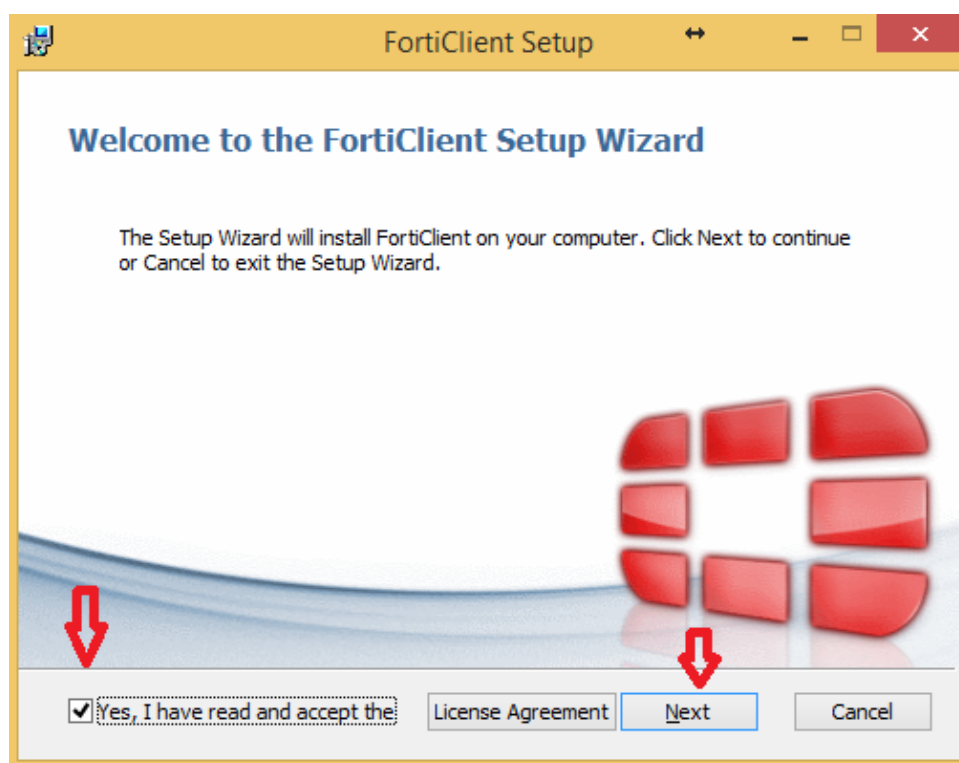 FortiClient Setup
Welcome to the FortiClient Setup Wizard
The Setup Wizard will install FortiClient on your computer. Click Next to continue
or Cancel to exit the Setup Wizard.
Yes, I have read and accept the License Agreement Next Cancel